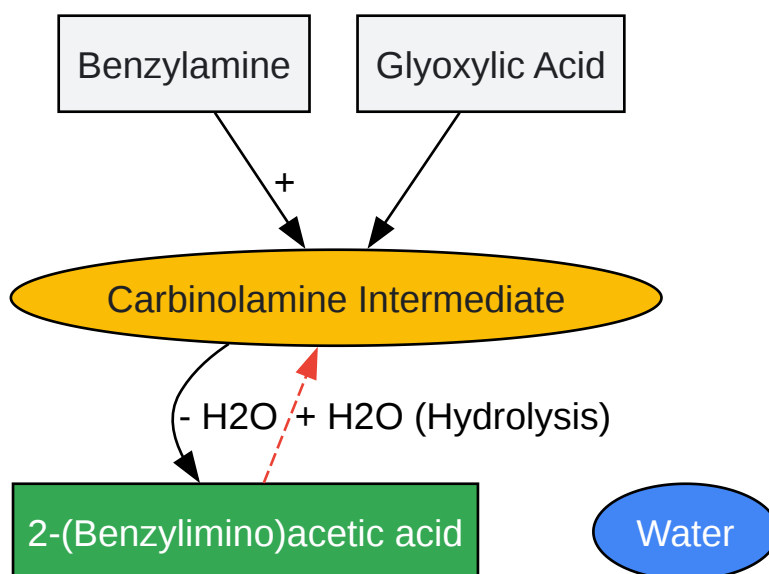 Benzylamine
Glyoxylic Acid
+
Carbinolamine Intermediate
- H2O
+ H2O (Hydrolysis)
2-(Benzylimino)acetic acid
Water